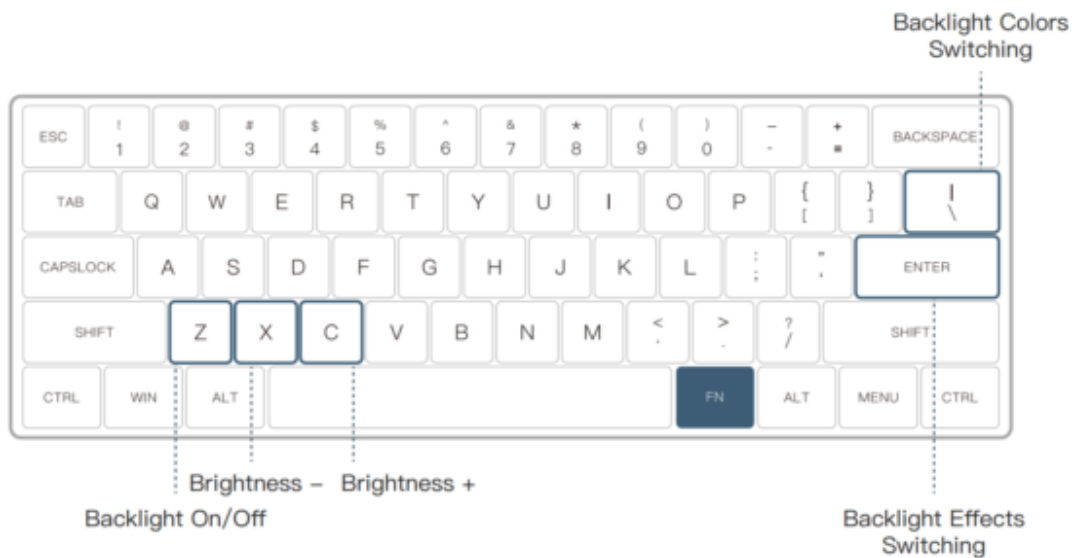 Backlight Colors
Switching
ESC ! 1 @ 2 # 3 $ 4 % 5 ^ 6 & 7 * 8 ( 9 ) 0 – - + = BACKSPACE
TAB Q W E R T Y U I O P { [ } ] | \
CAPSLOCK A S D F G H J K L : ; " ' ENTER
SHIFT Z X C V B N M < , > . ? / SHIFT
CTRL WIN ALT FN ALT MENU CTRL
Brightness – Brightness +
Backlight On/Off
Backlight Effects
Switching